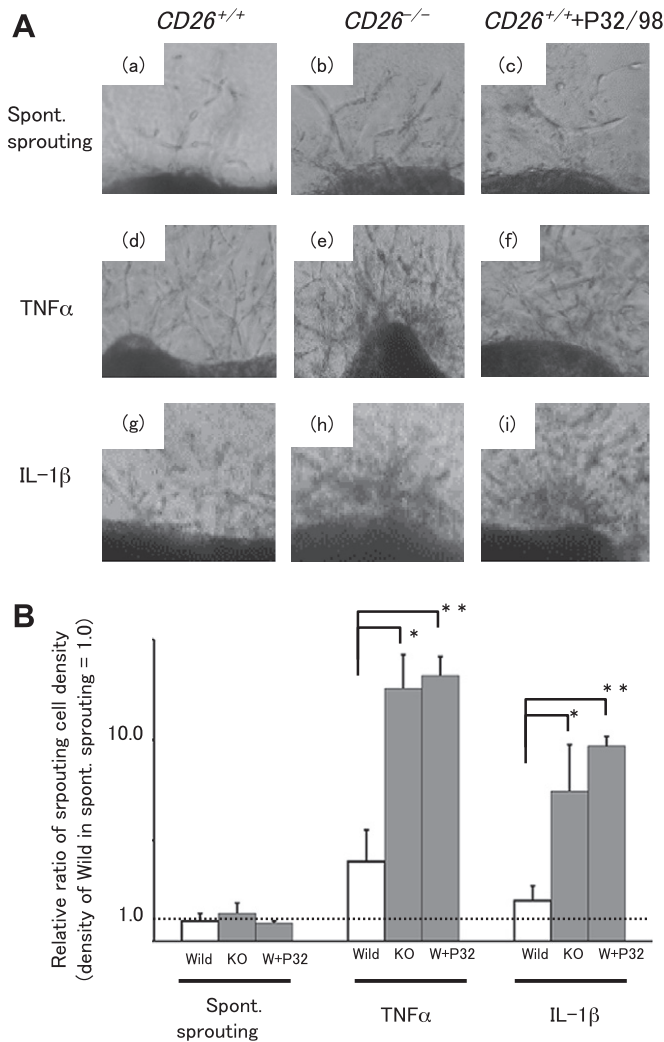 A
CD26+/+ CD26−/− CD26+/++P32/98
Spont.
sprouting
(a) (b) (c)
TNFα
(d) (e) (f)
IL−1β
(g) (h) (i)
B
Relative ratio of srpouting cell density
(density of Wild in spont. sprouting = 1.0)
10.0
1.0
* **
* **
Wild KO W+P32 Wild KO W+P32 Wild KO W+P32
Spont.
sprouting
TNFα
IL−1β